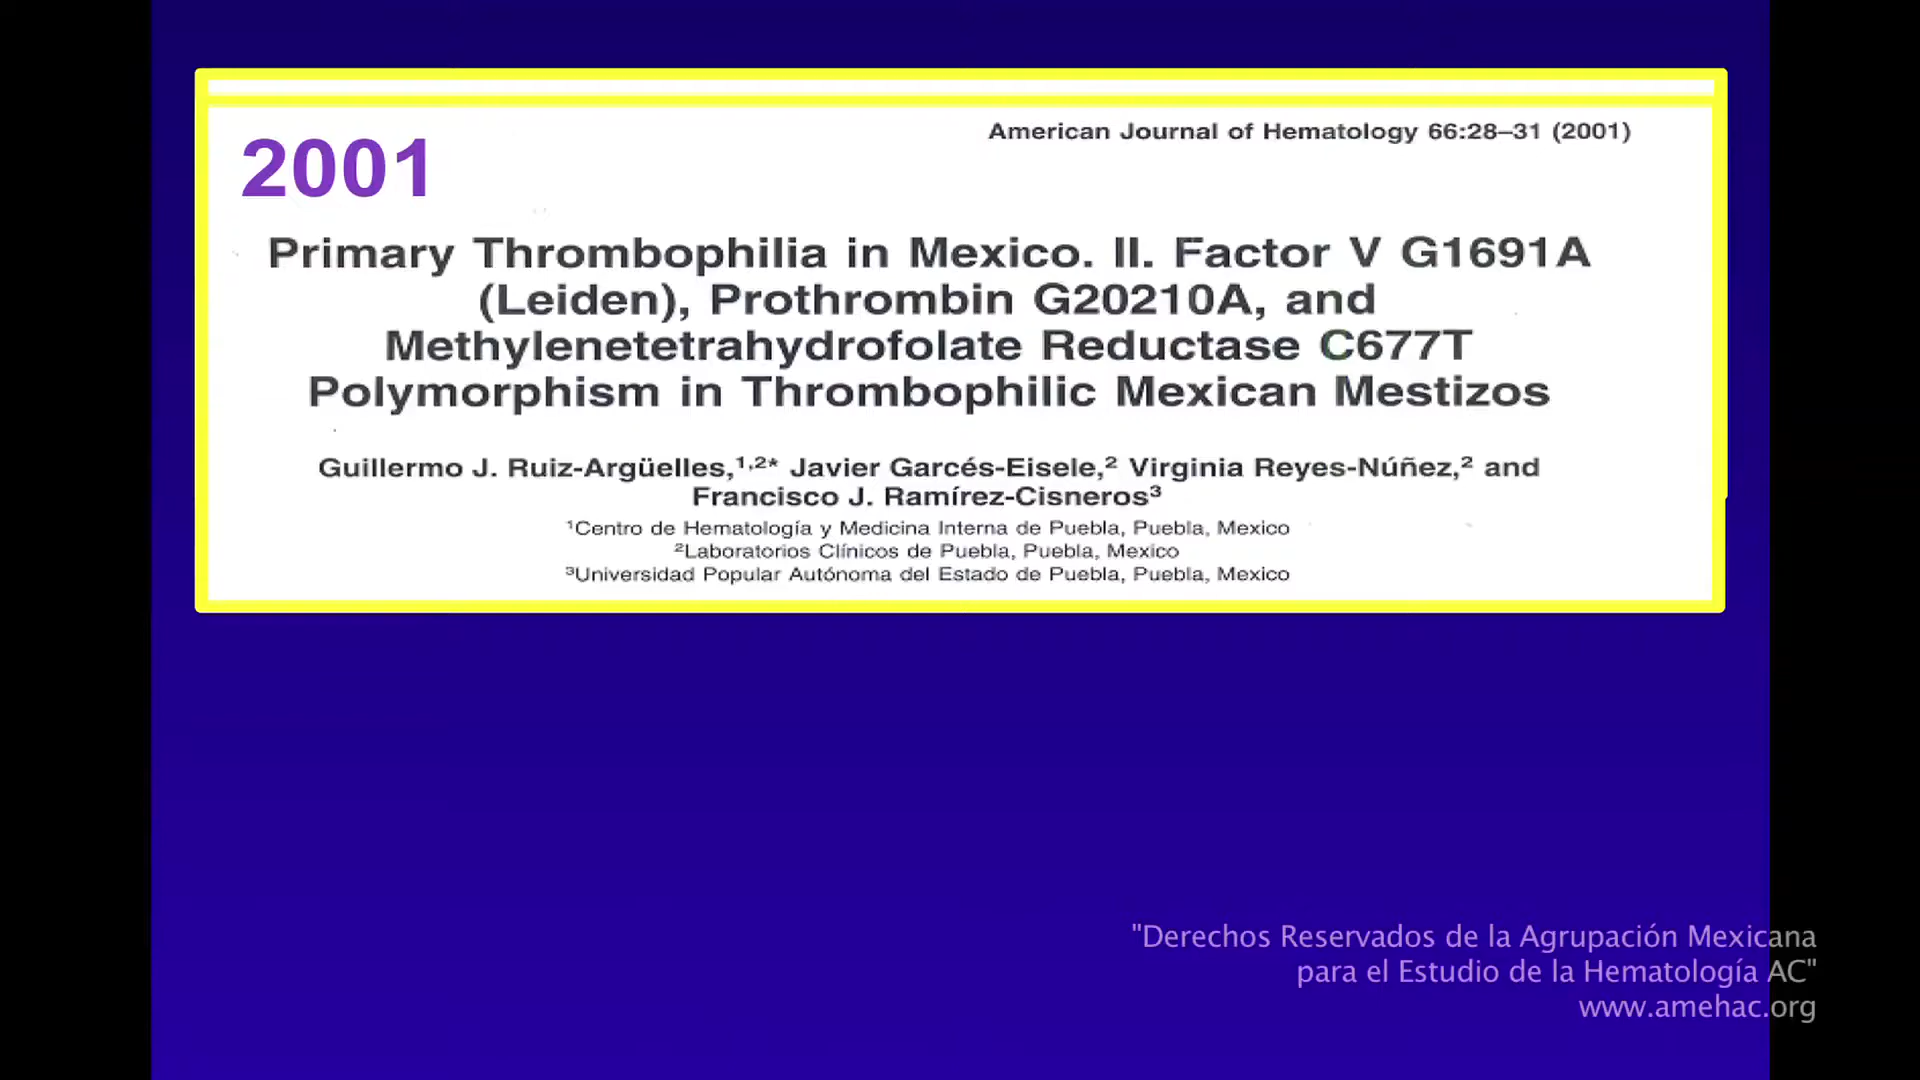 American Journal of Hematology 66:28–31 (2001)
2001
Primary Thrombophilia in Mexico. II. Factor V G1691A
(Leiden), Prothrombin G20210A, and
Methylenetetrahydrofolate Reductase C677T
Polymorphism in Thrombophilic Mexican Mestizos
Guillermo J. Ruiz-Argüelles,¹,²* Javier Garcés-Eisele,² Virginia Reyes-Núñez,² and
Francisco J. Ramírez-Cisneros³
¹Centro de Hematología y Medicina Interna de Puebla, Puebla, Mexico
²Laboratorios Clínicos de Puebla, Puebla, Mexico
³Universidad Popular Autónoma del Estado de Puebla, Puebla, Mexico
"Derechos Reservados de la Agrupación Mexicana
para el Estudio de la Hematología AC"
www.amehac.org